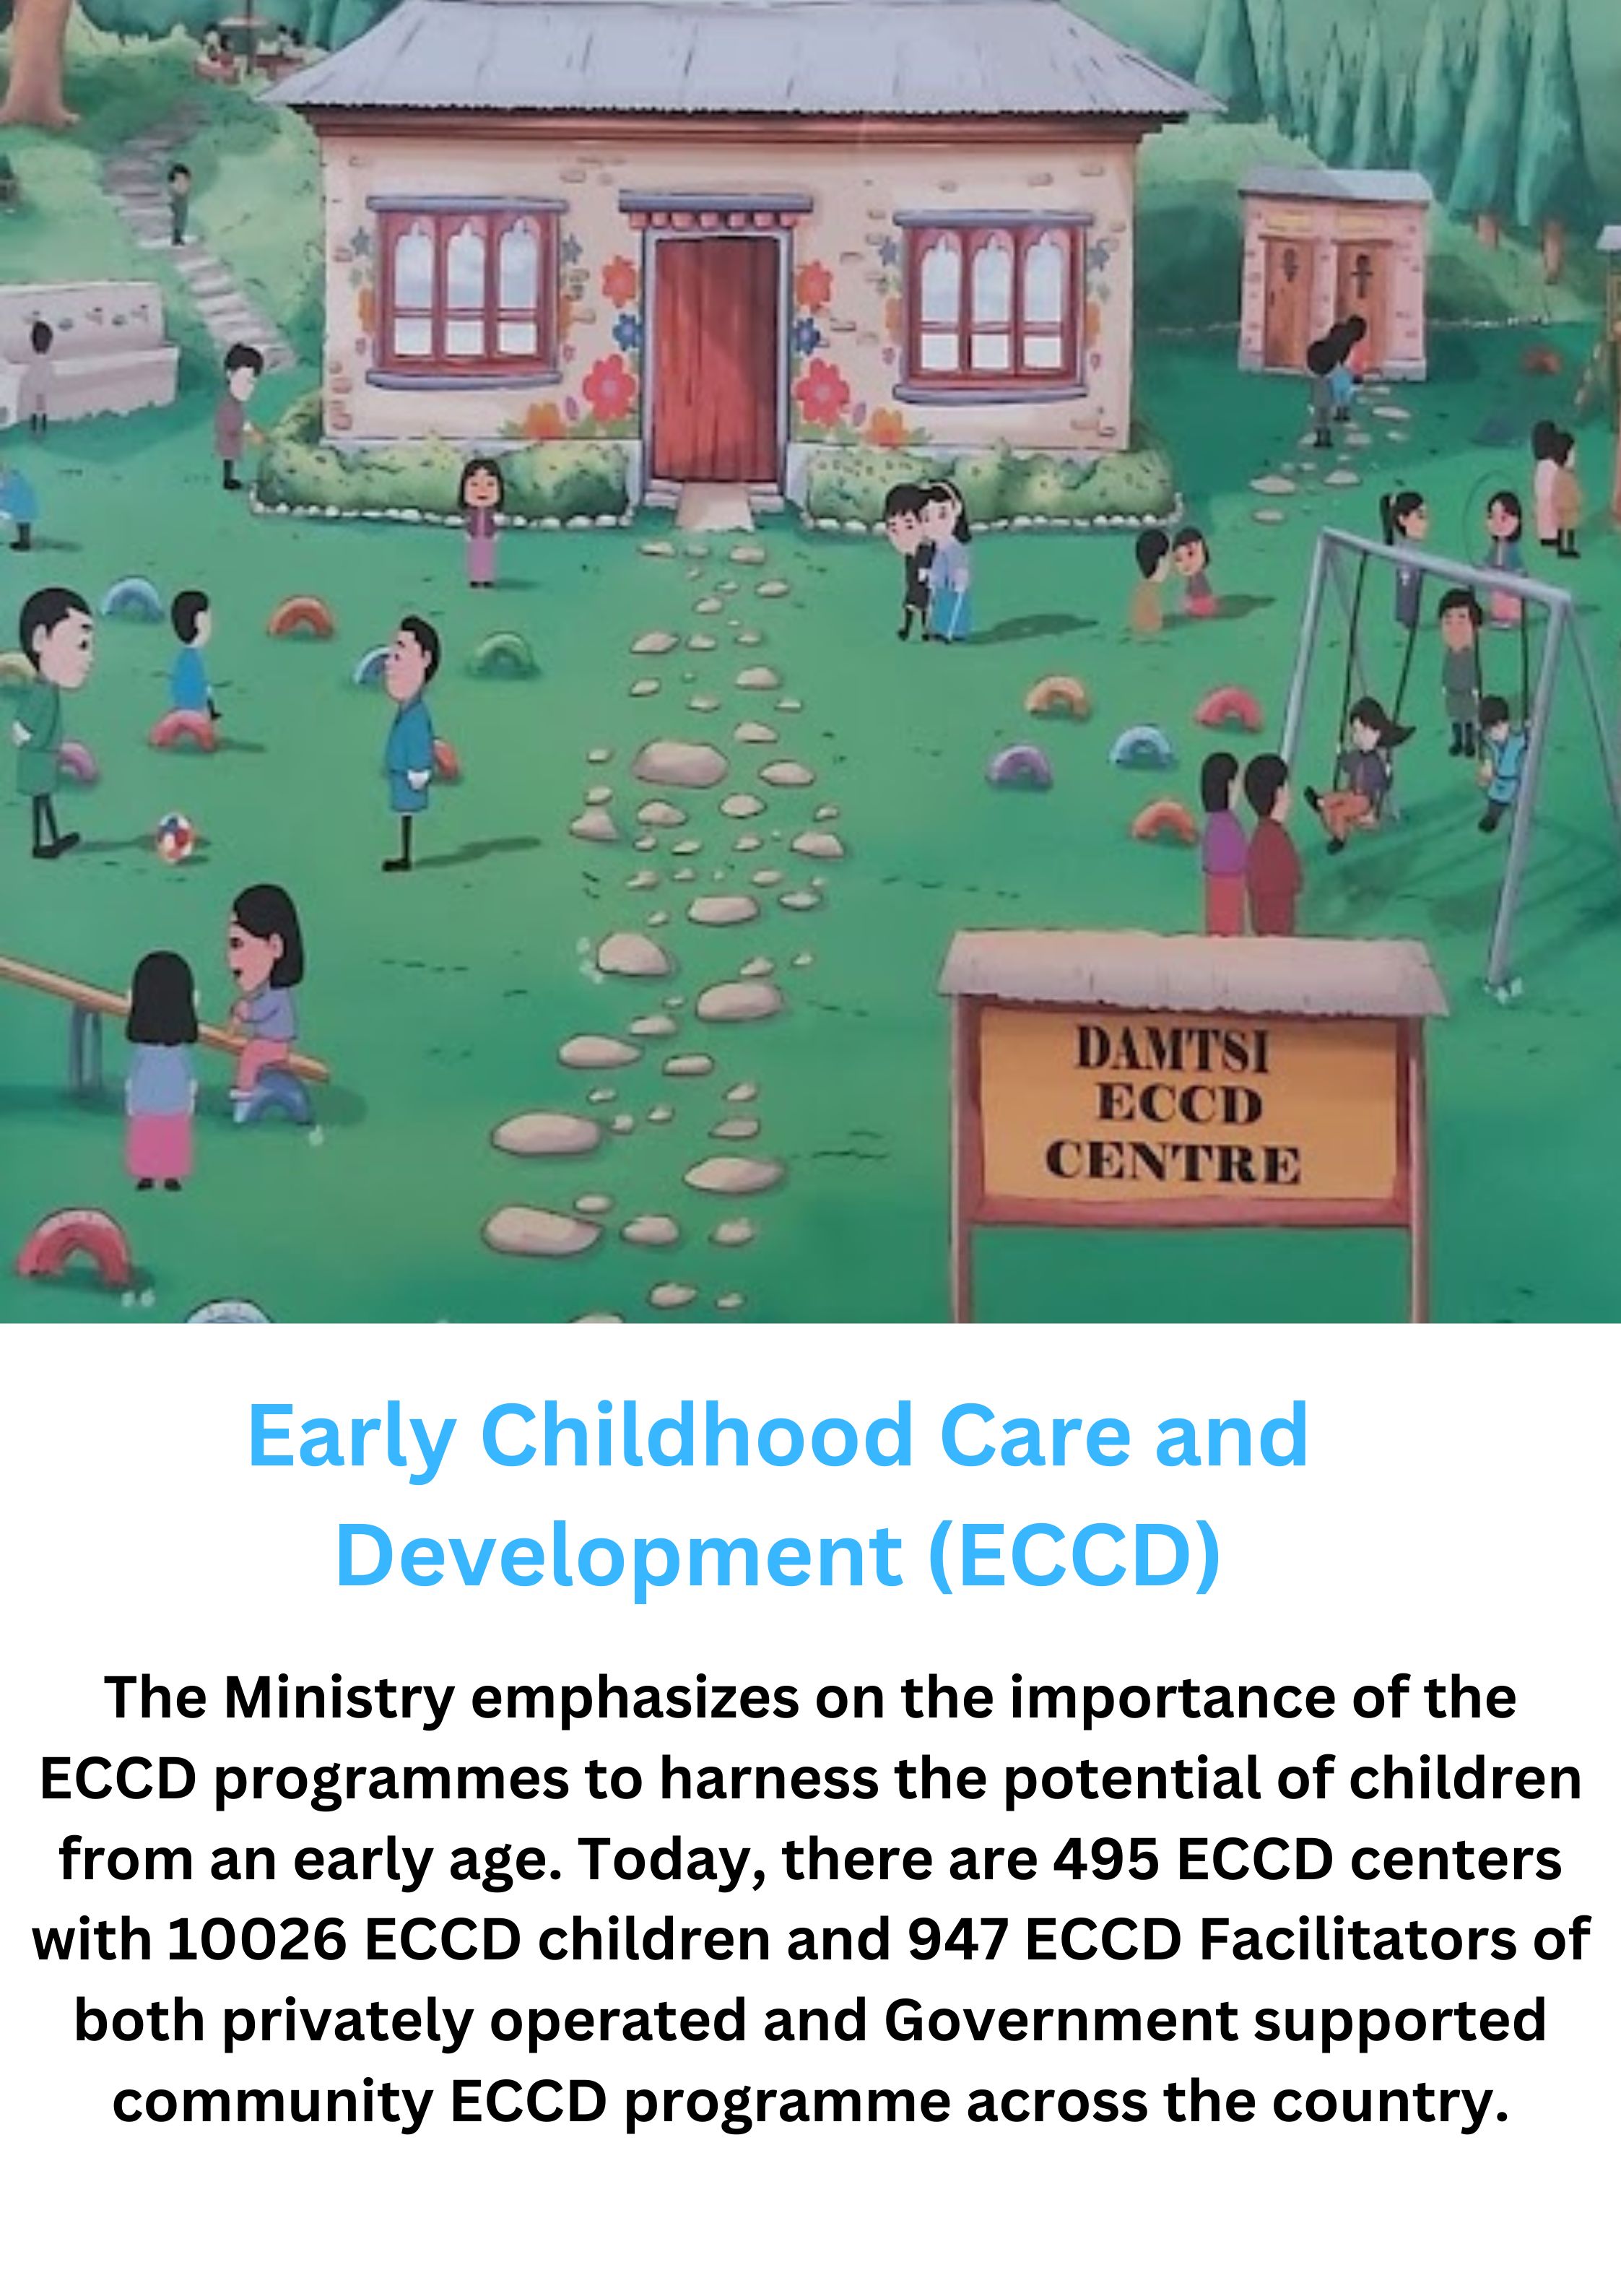 DAMTSI
ECCD
CENTRE
Early Childhood Care and
Development (ECCD)
The Ministry emphasizes on the importance of the
ECCD programmes to harness the potential of children
from an early age. Today, there are 495 ECCD centers
with 10026 ECCD children and 947 ECCD Facilitators of
both privately operated and Government supported
community ECCD programme across the country.